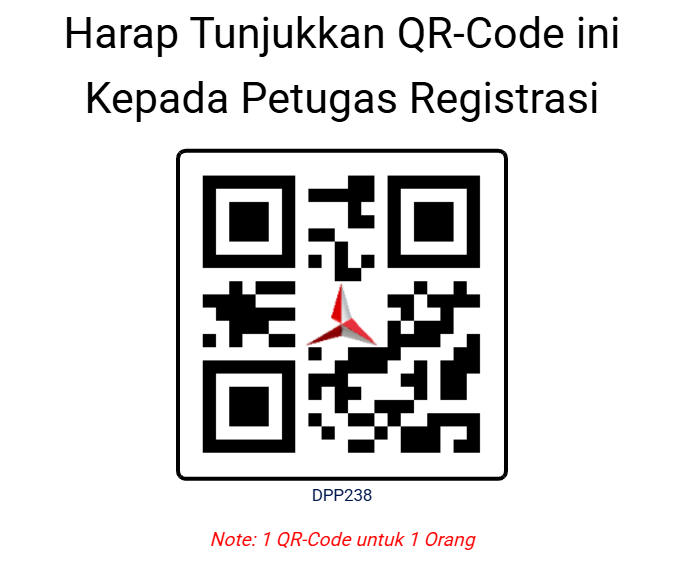 Harap Tunjukkan QR-Code ini
Kepada Petugas Registrasi
DPP238
Note: 1 QR-Code untuk 1 Orang